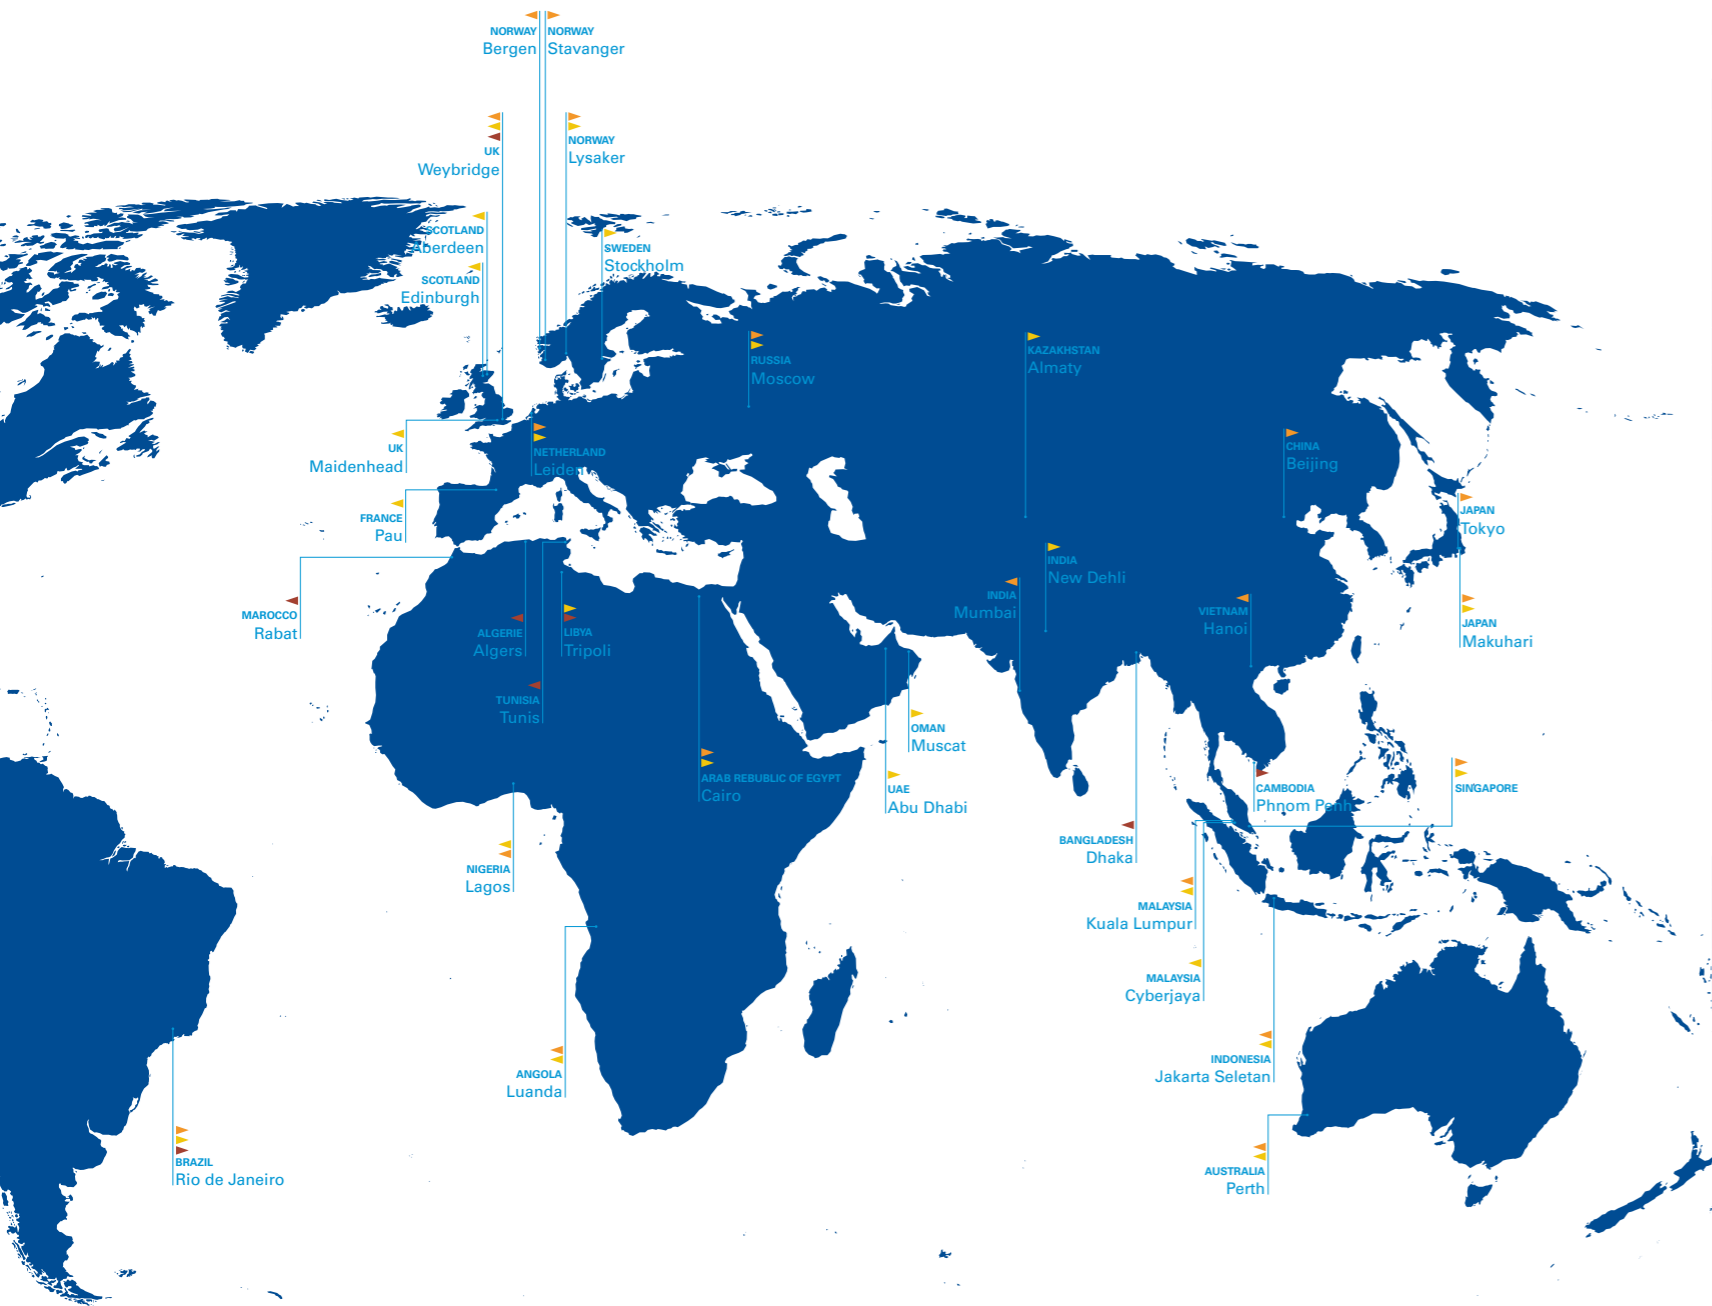 NORWAY
Bergen
NORWAY
Stavanger
UK
Weybridge
NORWAY
Lysaker
SCOTLAND
Aberdeen
SWEDEN
Stockholm
SCOTLAND
Edinburgh
RUSSIA
Moscow
KAZAKHSTAN
Almaty
UK
Maidenhead
NETHERLAND
Leiden
CHINA
Beijing
FRANCE
Pau
JAPAN
Tokyo
INDIA
New Dehli
INDIA
Mumbai
MAROCCO
Rabat
ALGERIE
Algers
LIBYA
Tripoli
VIETNAM
Hanoi
JAPAN
Makuhari
TUNISIA
Tunis
OMAN
Muscat
ARAB REPUBLIC OF EGYPT
Cairo
UAE
Abu Dhabi
CAMBODIA
Phnom Penh
SINGAPORE
BANGLADESH
Dhaka
NIGERIA
Lagos
MALAYSIA
Kuala Lumpur
MALAYSIA
Cyberjaya
INDONESIA
Jakarta Seletan
ANGOLA
Luanda
BRAZIL
Rio de Janeiro
AUSTRALIA
Perth